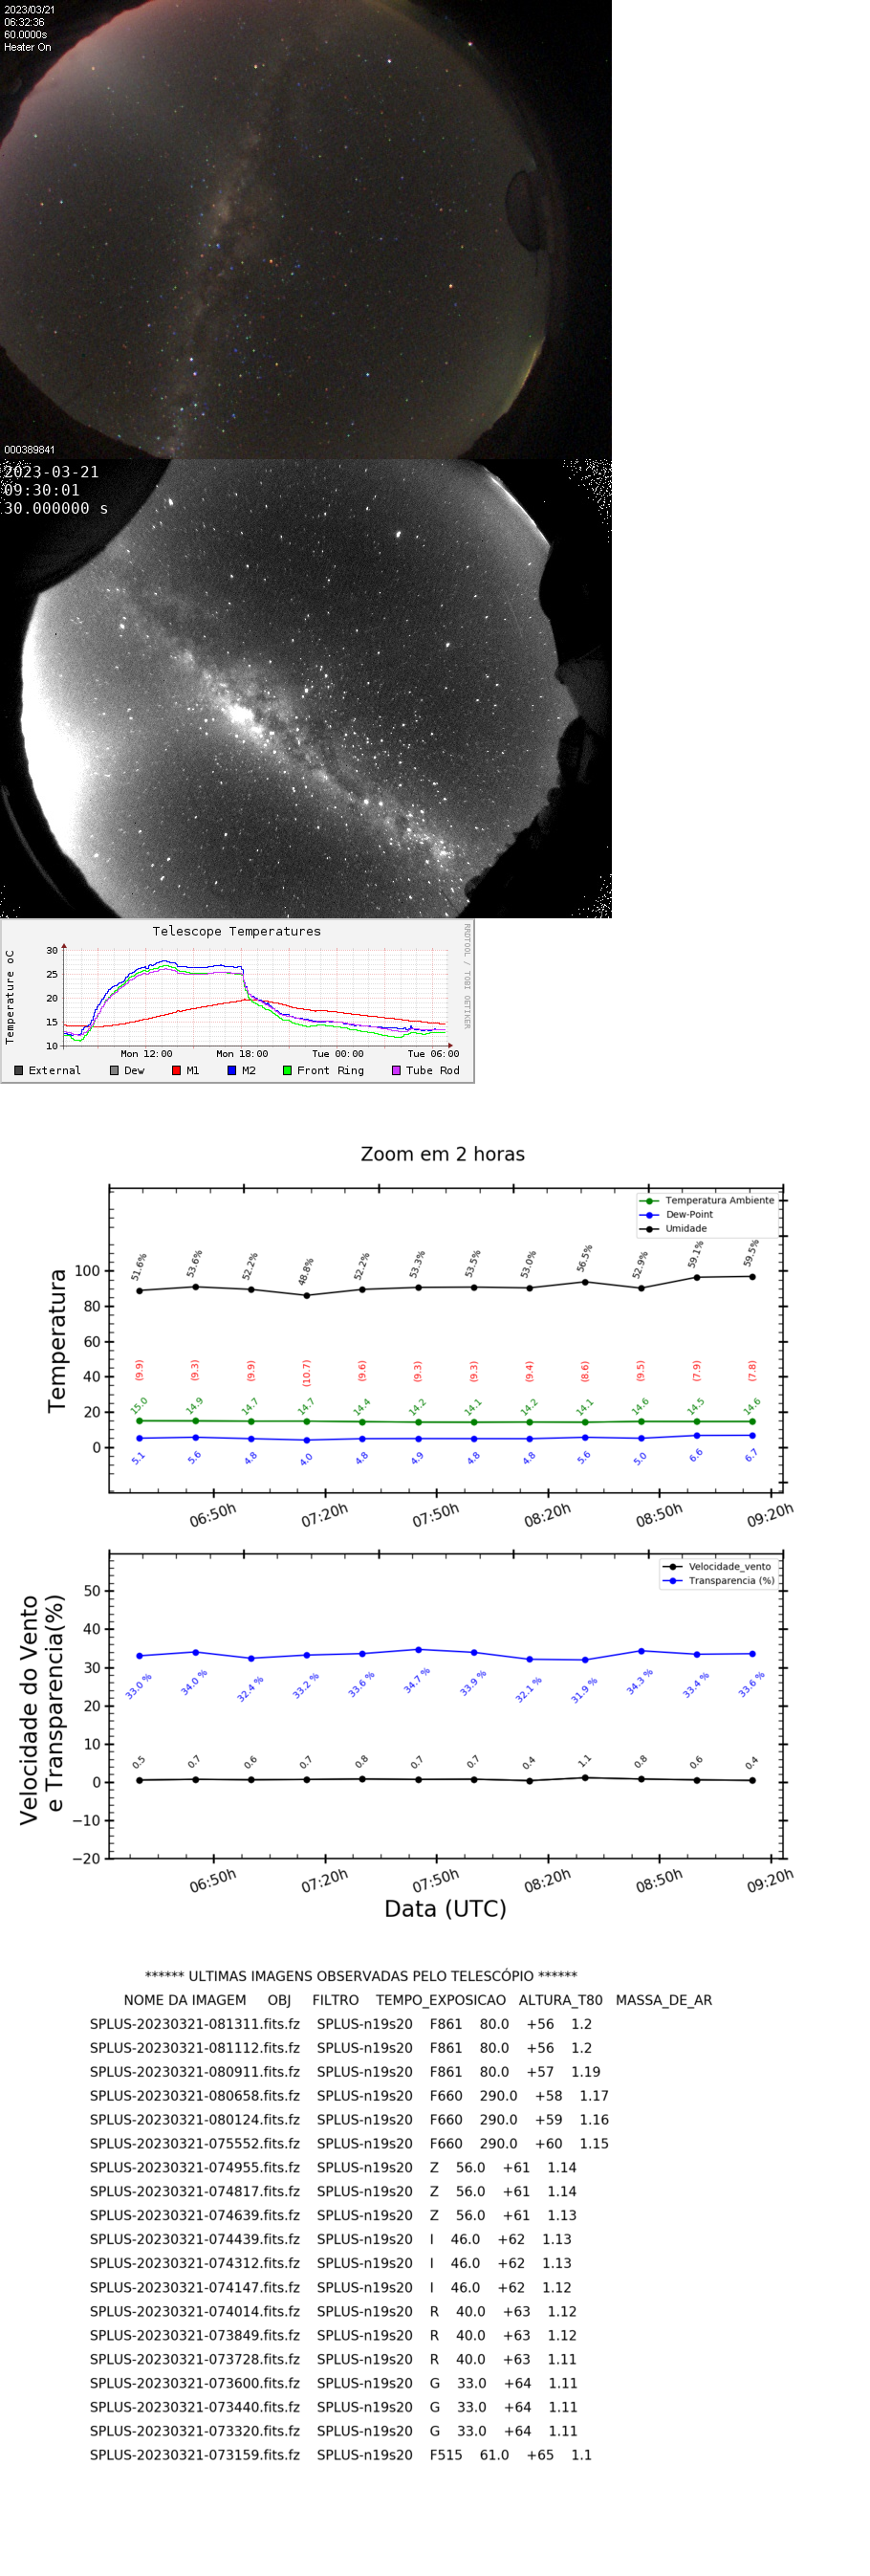 2023/03/21
06:32:36
60.0000s
Heater On
000389841
2023-03-21
09:30:01
30.000000 s
Telescope Temperatures
RRDTOOL / TOBI OETIKER
Temperature oC
30
25
20
15
10
Mon 12:00 Mon 18:00 Tue 00:00 Tue 06:00
External Dew M1 M2 Front Ring Tube Rod
Zoom em 2 horas
Temperatura Ambiente
Dew-Point
Umidade
Temperatura
100
80
60
40
20
0
51.6% 53.6% 52.2% 48.8% 52.2% 53.3% 53.5% 53.0% 56.5% 52.9% 59.1% 59.5%
(9.9) (9.3) (9.9) (10.7) (9.6) (9.3) (9.3) (9.4) (8.6) (9.5) (7.9) (7.8)
15.0 14.9 14.7 14.7 14.4 14.2 14.1 14.2 14.1 14.6 14.5 14.6
5.1 5.6 4.8 4.0 4.8 4.9 4.8 4.8 5.6 5.0 6.6 6.7
06:50h 07:20h 07:50h 08:20h 08:50h 09:20h
Velocidade_vento
Transparencia (%)
Velocidade do Vento
e Transparencia(%)
50
40
30
20
10
0
−10
−20
33.0 % 34.0 % 32.4 % 33.2 % 33.6 % 34.7 % 33.9 % 32.1 % 31.9 % 34.3 % 33.4 % 33.6 %
0.5 0.7 0.6 0.7 0.8 0.7 0.7 0.4 1.1 0.8 0.6 0.4
06:50h 07:20h 07:50h 08:20h 08:50h 09:20h
Data (UTC)
****** ULTIMAS IMAGENS OBSERVADAS PELO TELESCÓPIO ******
NOME DA IMAGEM OBJ FILTRO TEMPO_EXPOSICAO ALTURA_T80 MASSA_DE_AR
SPLUS-20230321-081311.fits.fz SPLUS-n19s20 F861 80.0 +56 1.2
SPLUS-20230321-081112.fits.fz SPLUS-n19s20 F861 80.0 +56 1.2
SPLUS-20230321-080911.fits.fz SPLUS-n19s20 F861 80.0 +57 1.19
SPLUS-20230321-080658.fits.fz SPLUS-n19s20 F660 290.0 +58 1.17
SPLUS-20230321-080124.fits.fz SPLUS-n19s20 F660 290.0 +59 1.16
SPLUS-20230321-075552.fits.fz SPLUS-n19s20 F660 290.0 +60 1.15
SPLUS-20230321-074955.fits.fz SPLUS-n19s20 Z 56.0 +61 1.14
SPLUS-20230321-074817.fits.fz SPLUS-n19s20 Z 56.0 +61 1.14
SPLUS-20230321-074639.fits.fz SPLUS-n19s20 Z 56.0 +61 1.13
SPLUS-20230321-074439.fits.fz SPLUS-n19s20 I 46.0 +62 1.13
SPLUS-20230321-074312.fits.fz SPLUS-n19s20 I 46.0 +62 1.13
SPLUS-20230321-074147.fits.fz SPLUS-n19s20 I 46.0 +62 1.12
SPLUS-20230321-074014.fits.fz SPLUS-n19s20 R 40.0 +63 1.12
SPLUS-20230321-073849.fits.fz SPLUS-n19s20 R 40.0 +63 1.12
SPLUS-20230321-073728.fits.fz SPLUS-n19s20 R 40.0 +63 1.11
SPLUS-20230321-073600.fits.fz SPLUS-n19s20 G 33.0 +64 1.11
SPLUS-20230321-073440.fits.fz SPLUS-n19s20 G 33.0 +64 1.11
SPLUS-20230321-073320.fits.fz SPLUS-n19s20 G 33.0 +64 1.11
SPLUS-20230321-073159.fits.fz SPLUS-n19s20 F515 61.0 +65 1.1